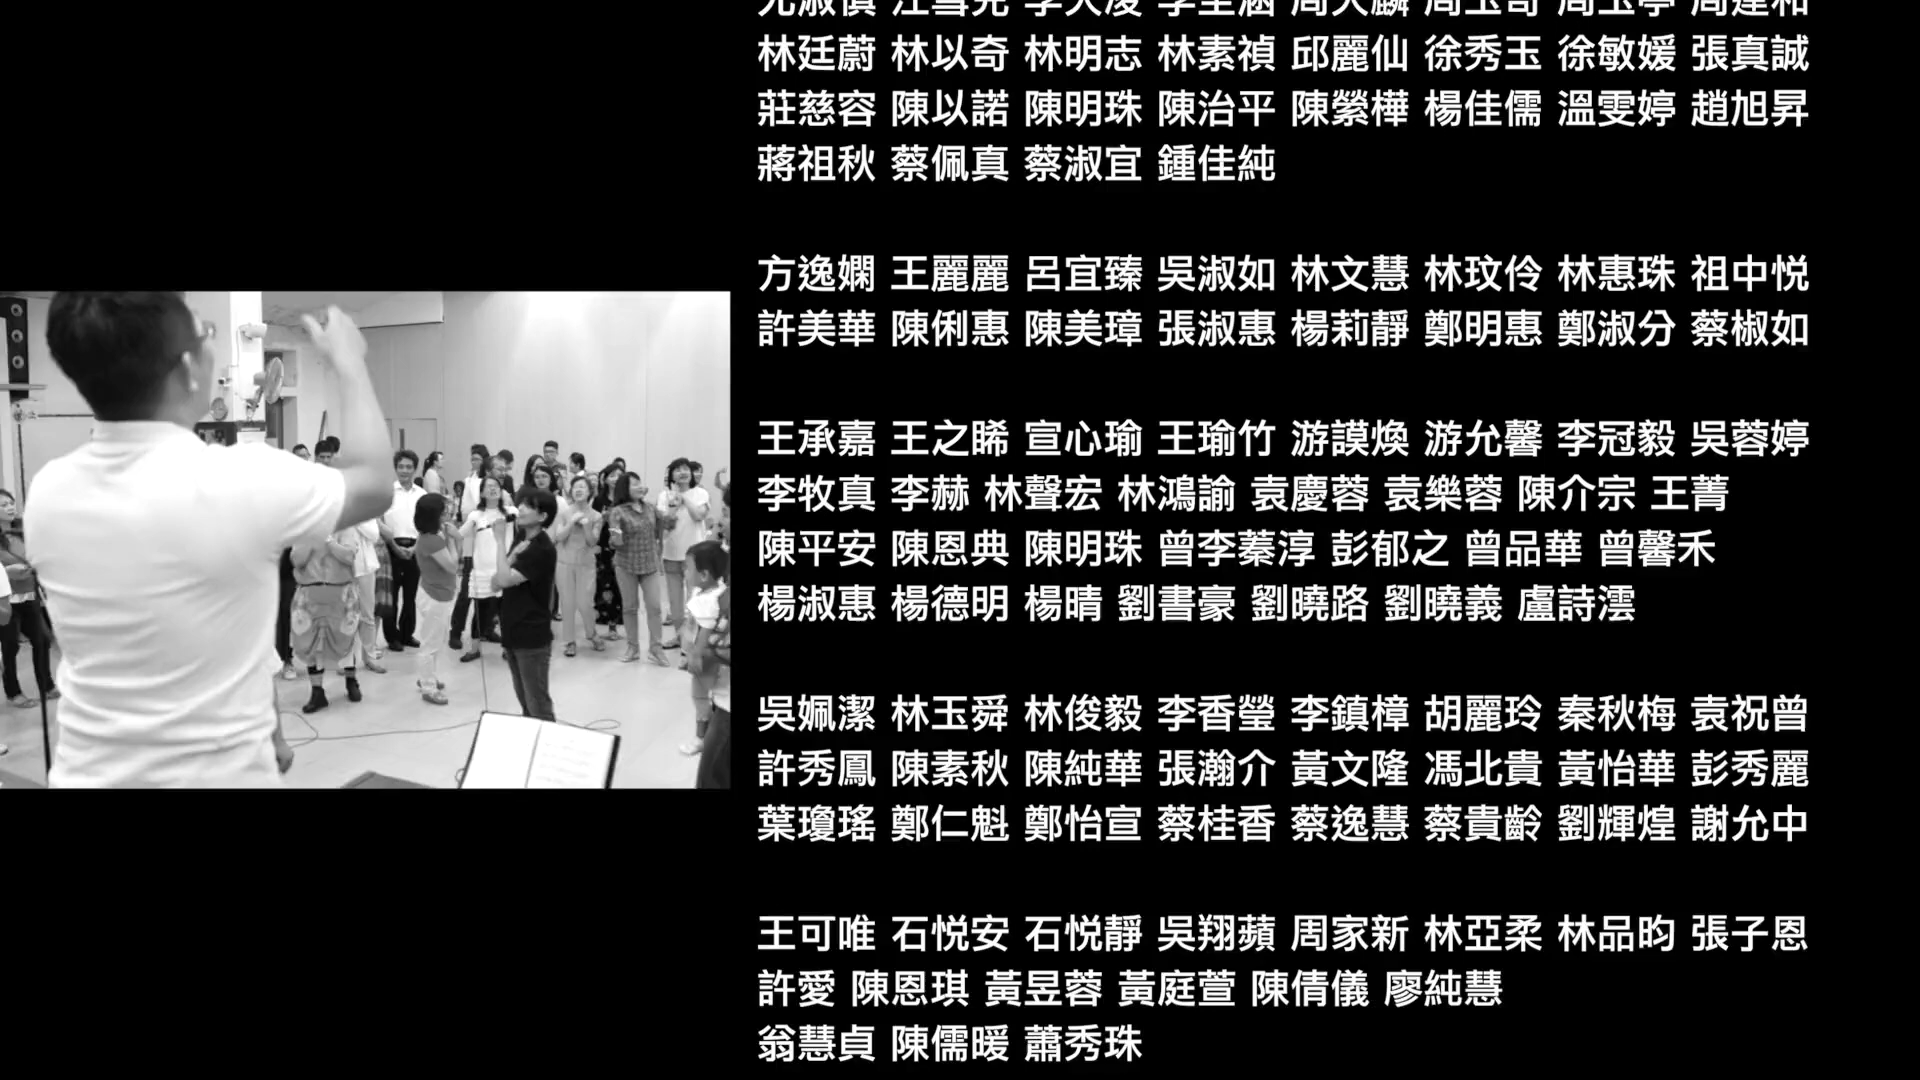 林廷蔚 林以奇 林明志 林素禎 邱麗仙 徐秀玉 徐敏媛 張真誠
莊慈容 陳以諾 陳明珠 陳治平 陳縈樺 楊佳儒 溫雯婷 趙旭昇
蔣祖秋 蔡佩真 蔡淑宜 鍾佳純
方逸嫻 王麗麗 呂宜臻 吳淑如 林文慧 林玟伶 林惠珠 祖中悅
許美華 陳俐惠 陳美璋 張淑惠 楊莉靜 鄭明惠 鄭淑分 蔡椒如
王承嘉 王之睎 宣心瑜 王瑜竹 游謨煥 游允馨 李冠毅 吳蓉婷
李牧真 李赫 林聲宏 林鴻諭 袁慶蓉 袁樂蓉 陳介宗 王菁
陳平安 陳恩典 陳明珠 曾李蓁淳 彭郁之 曾品華 曾馨禾
楊淑惠 楊德明 楊晴 劉書豪 劉曉路 劉曉義 盧詩澐
吳姵潔 林玉舜 林俊毅 李香瑩 李鎮樟 胡麗玲 秦秋梅 袁祝曾
許秀鳳 陳素秋 陳純華 張瀚介 黃文隆 馮北貴 黃怡華 彭秀麗
葉瓊瑤 鄭仁魁 鄭怡宣 蔡桂香 蔡逸慧 蔡貴齡 劉輝煌 謝允中
王可唯 石悅安 石悅靜 吳翔蘋 周家新 林亞柔 林品昀 張子恩
許愛 陳恩琪 黃昱蓉 黃庭萱 陳倩儀 廖純慧
翁慧貞 陳儒暖 蕭秀珠